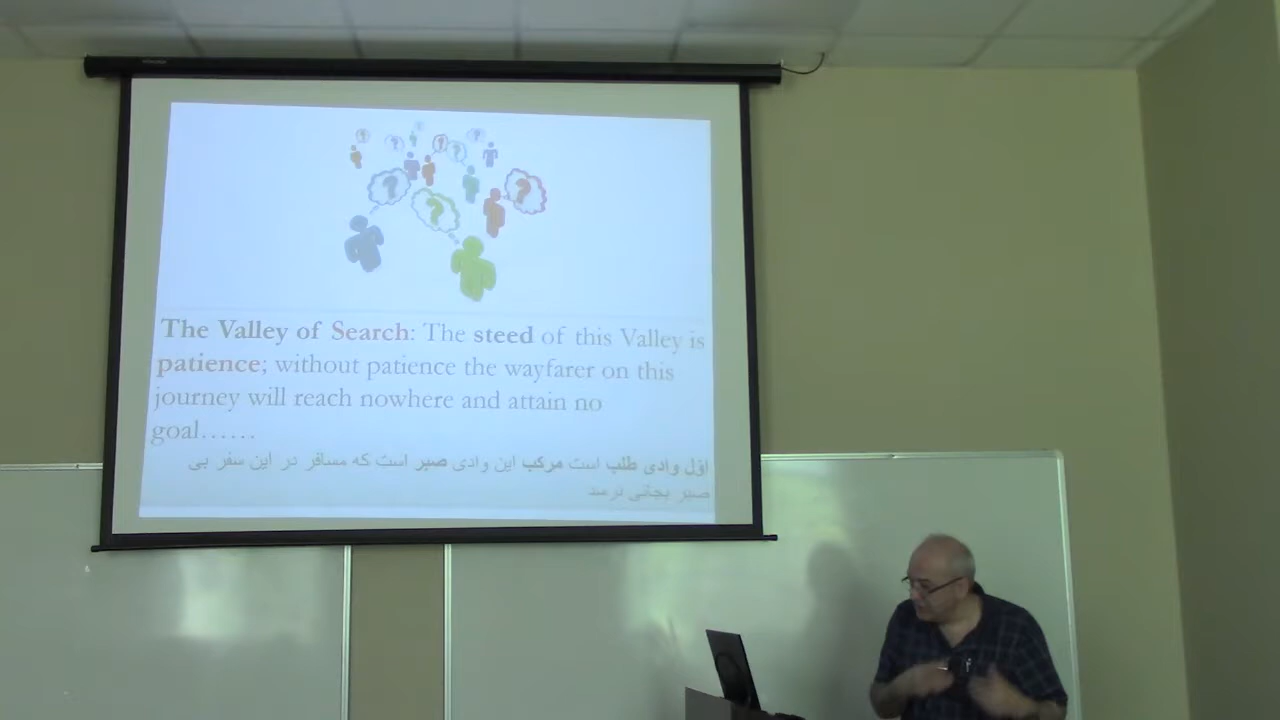 The Valley of Search: The steed of this Valley is
patience; without patience the wayfarer on this
journey will reach nowhere and attain no
goal……
اوّل وادی طلب است مرکب این وادی صبر است که مسافر در این سفر بی
صبر بجائی نرسد